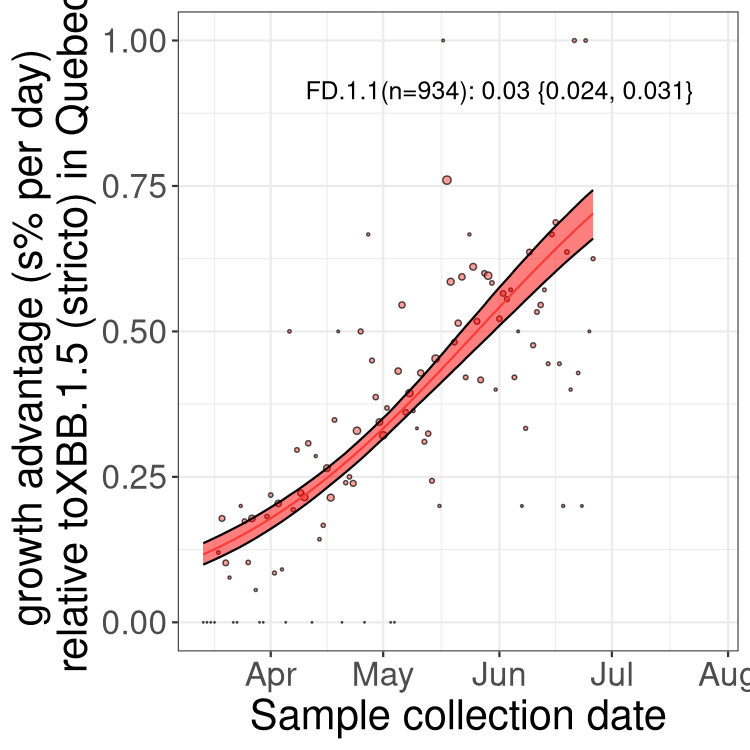 growth advantage (s% per day)
relative toXBB.1.5 (stricto) in Quebec
1.00
0.75
0.50
0.25
0.00
FD.1.1(n=934): 0.03 {0.024, 0.031}
Apr May Jun Jul Aug
Sample collection date